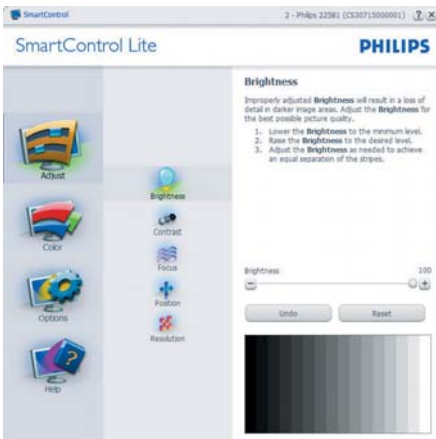 SmartControl
2 - Philips 225B1 (CS30715000001)
SmartControl Lite
PHILIPS
Adjust
Color
Options
Help
Brightness
Contrast
Focus
Position
Resolution
Brightness
Improperly adjusted Brightness will result in a loss of
detail in darker image areas. Adjust the Brightness for
the best possible picture quality.
1. Lower the Brightness to the minimum level.
2. Raise the Brightness to the desired level.
3. Adjust the Brightness as needed to achieve
an equal separation of the stripes.
Brightness 100
Undo
Reset